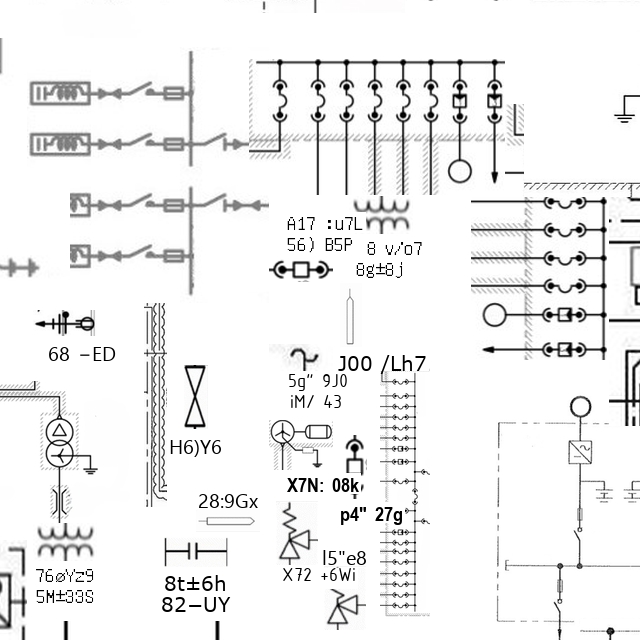 A17 :u7L
56) B5P
8 v/o7
8g±8j
68 –ED
J00 /Lh7
5g“ 9J0
iM/ 43
H6)Y6
X7N: 08k
28:9Gx
p4" 27g
l5"e8
X72 +6Wi
76øYz9
5M±33S
8t±6h
82–UY